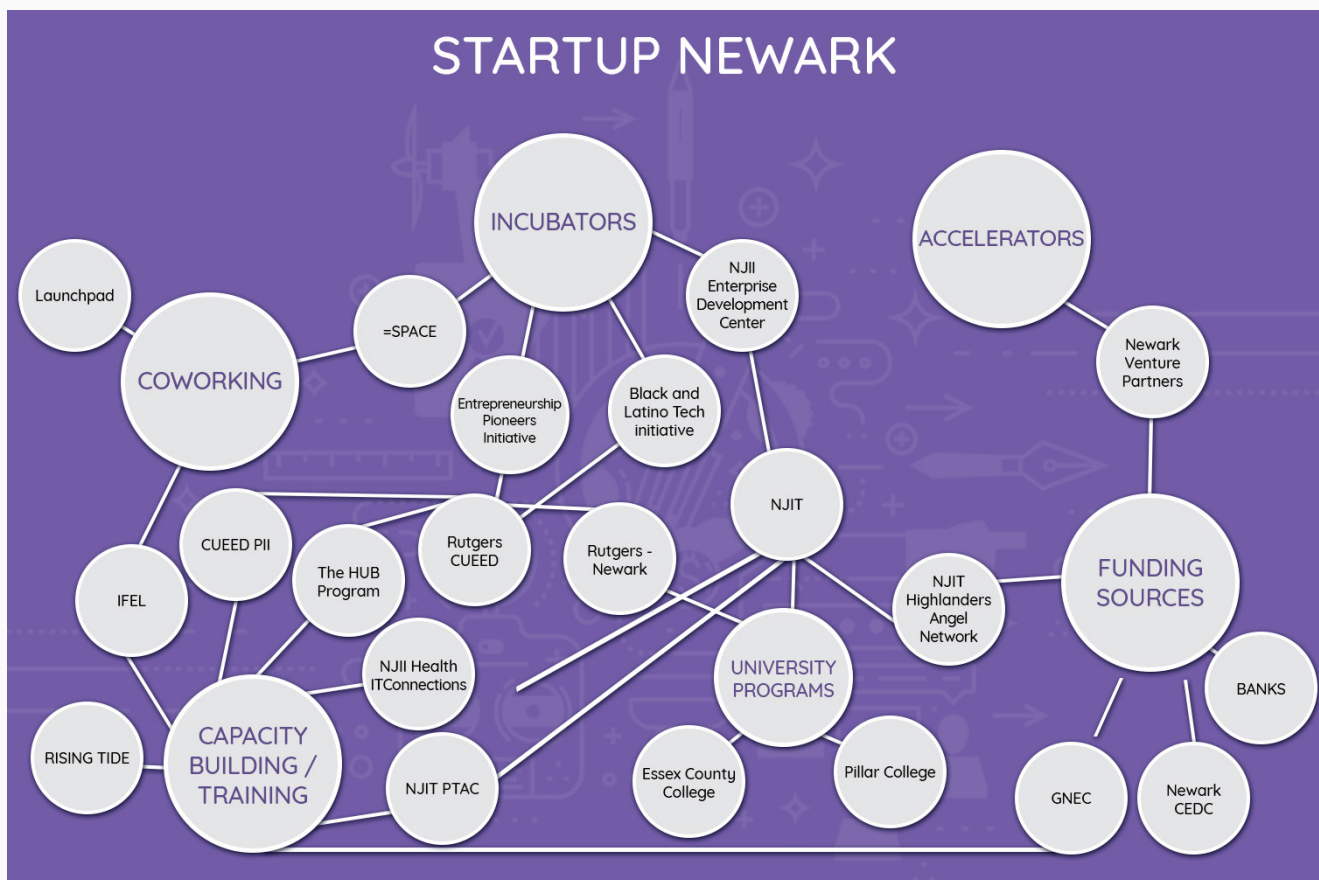 STARTUP NEWARK
INCUBATORS
ACCELERATORS
Launchpad
NJII
Enterprise
Development
Center
=SPACE
Newark
Venture
Partners
COWORKING
Entrepreneurship
Pioneers
Initiative
Black and
Latino Tech
initiative
NJIT
CUEED PII
The HUB
Program
Rutgers
CUEED
Rutgers -
Newark
IFEL
NJIT
Highlanders
Angel
Network
FUNDING
SOURCES
NJII Health
ITConnections
UNIVERSITY
PROGRAMS
BANKS
RISING TIDE
CAPACITY
BUILDING /
TRAINING
NJIT PTAC
Essex County
College
Pillar College
GNEC
Newark
CEDC